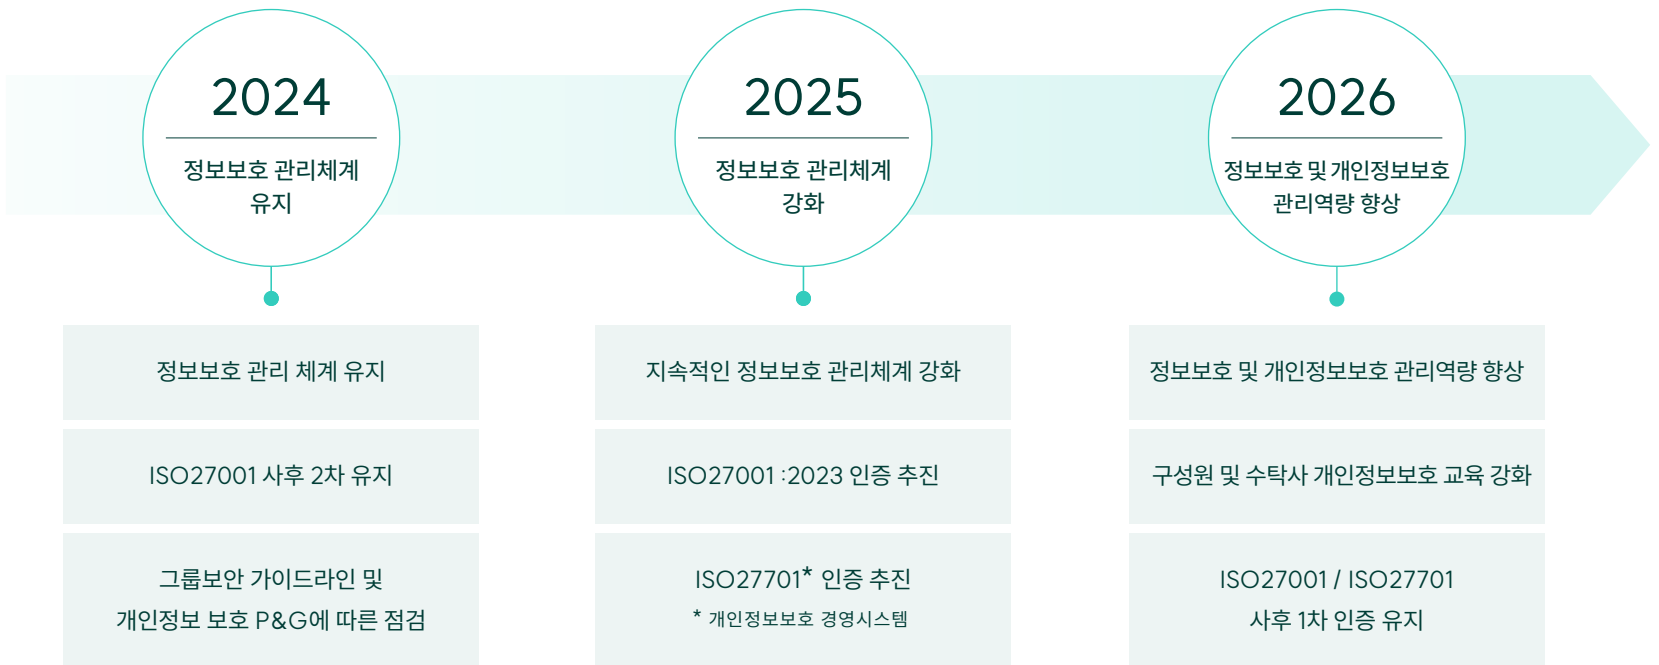 2024
정보보호 관리체계
유지
정보보호 관리 체계 유지
ISO27001 사후 2차 유지
그룹보안 가이드라인 및
개인정보 보호 P&G에 따른 점검
2025
정보보호 관리체계
강화
지속적인 정보보호 관리체계 강화
ISO27001 :2023 인증 추진
ISO27701* 인증 추진
* 개인정보보호 경영시스템
2026
정보보호 및 개인정보보호
관리역량 향상
정보보호 및 개인정보보호 관리역량 향상
구성원 및 수탁사 개인정보보호 교육 강화
ISO27001 / ISO27701
사후 1차 인증 유지